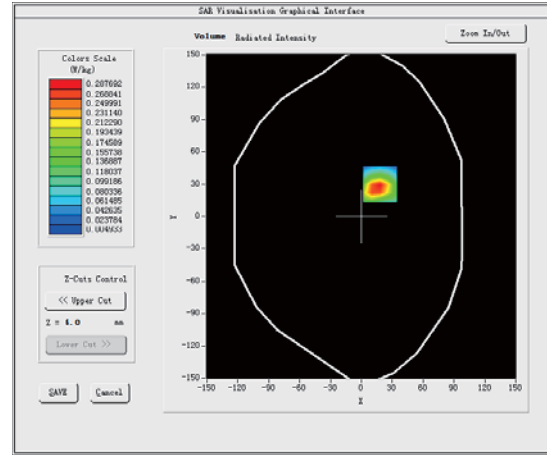 SAR Visualisation Graphical Interface
Volume Radiated Intensity
Zoom In/Out
Colors Scale
(W/kg)
0.287692
0.268841
0.249991
0.231140
0.212290
0.193439
0.174589
0.155738
0.136887
0.118037
0.099186
0.080336
0.061485
0.042635
0.023784
0.004933
Z-Cuts Control
<< Upper Cut
Z = 4.0 mm
Lower Cut >>
SAVE
Cancel
150
120
90
60
30
0
-30
-60
-90
-120
-150
Y
-150 -120 -90 -60 -30 0 30 60 90 120 150
X